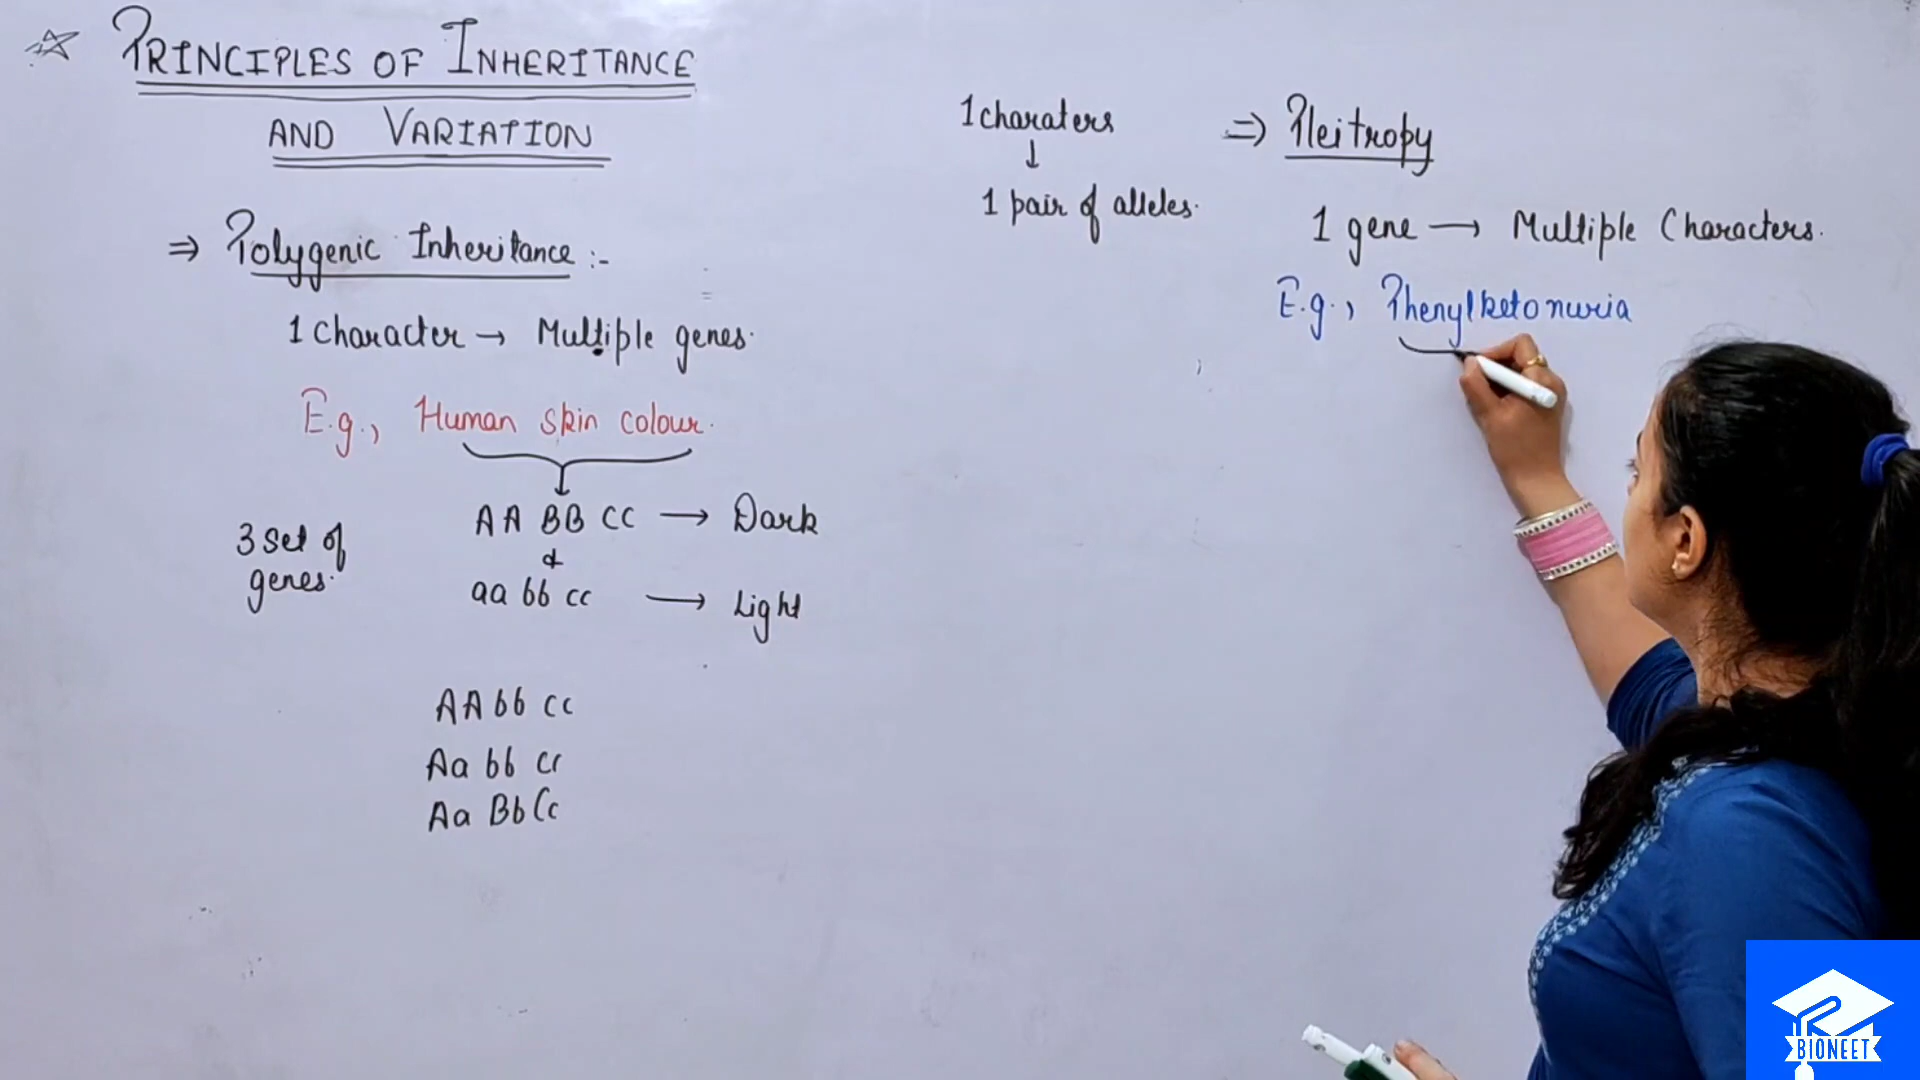 PRINCIPLES OF INHERITANCE
AND VARIATION
⇒ Polygenic Inheritance :-
1 Character → Multiple genes.
E.g., Human skin colour.
3 set of
genes.
AA BB CC → Dark
&
aa bb cc → Light
AA bb cc
Aa bb cc
Aa Bb Cc
1 charaters
↓
1 pair of alleles.
⇒ Pleitropy
1 gene → Multiple Characters.
E.g., Phenylketonuria
BIONEET